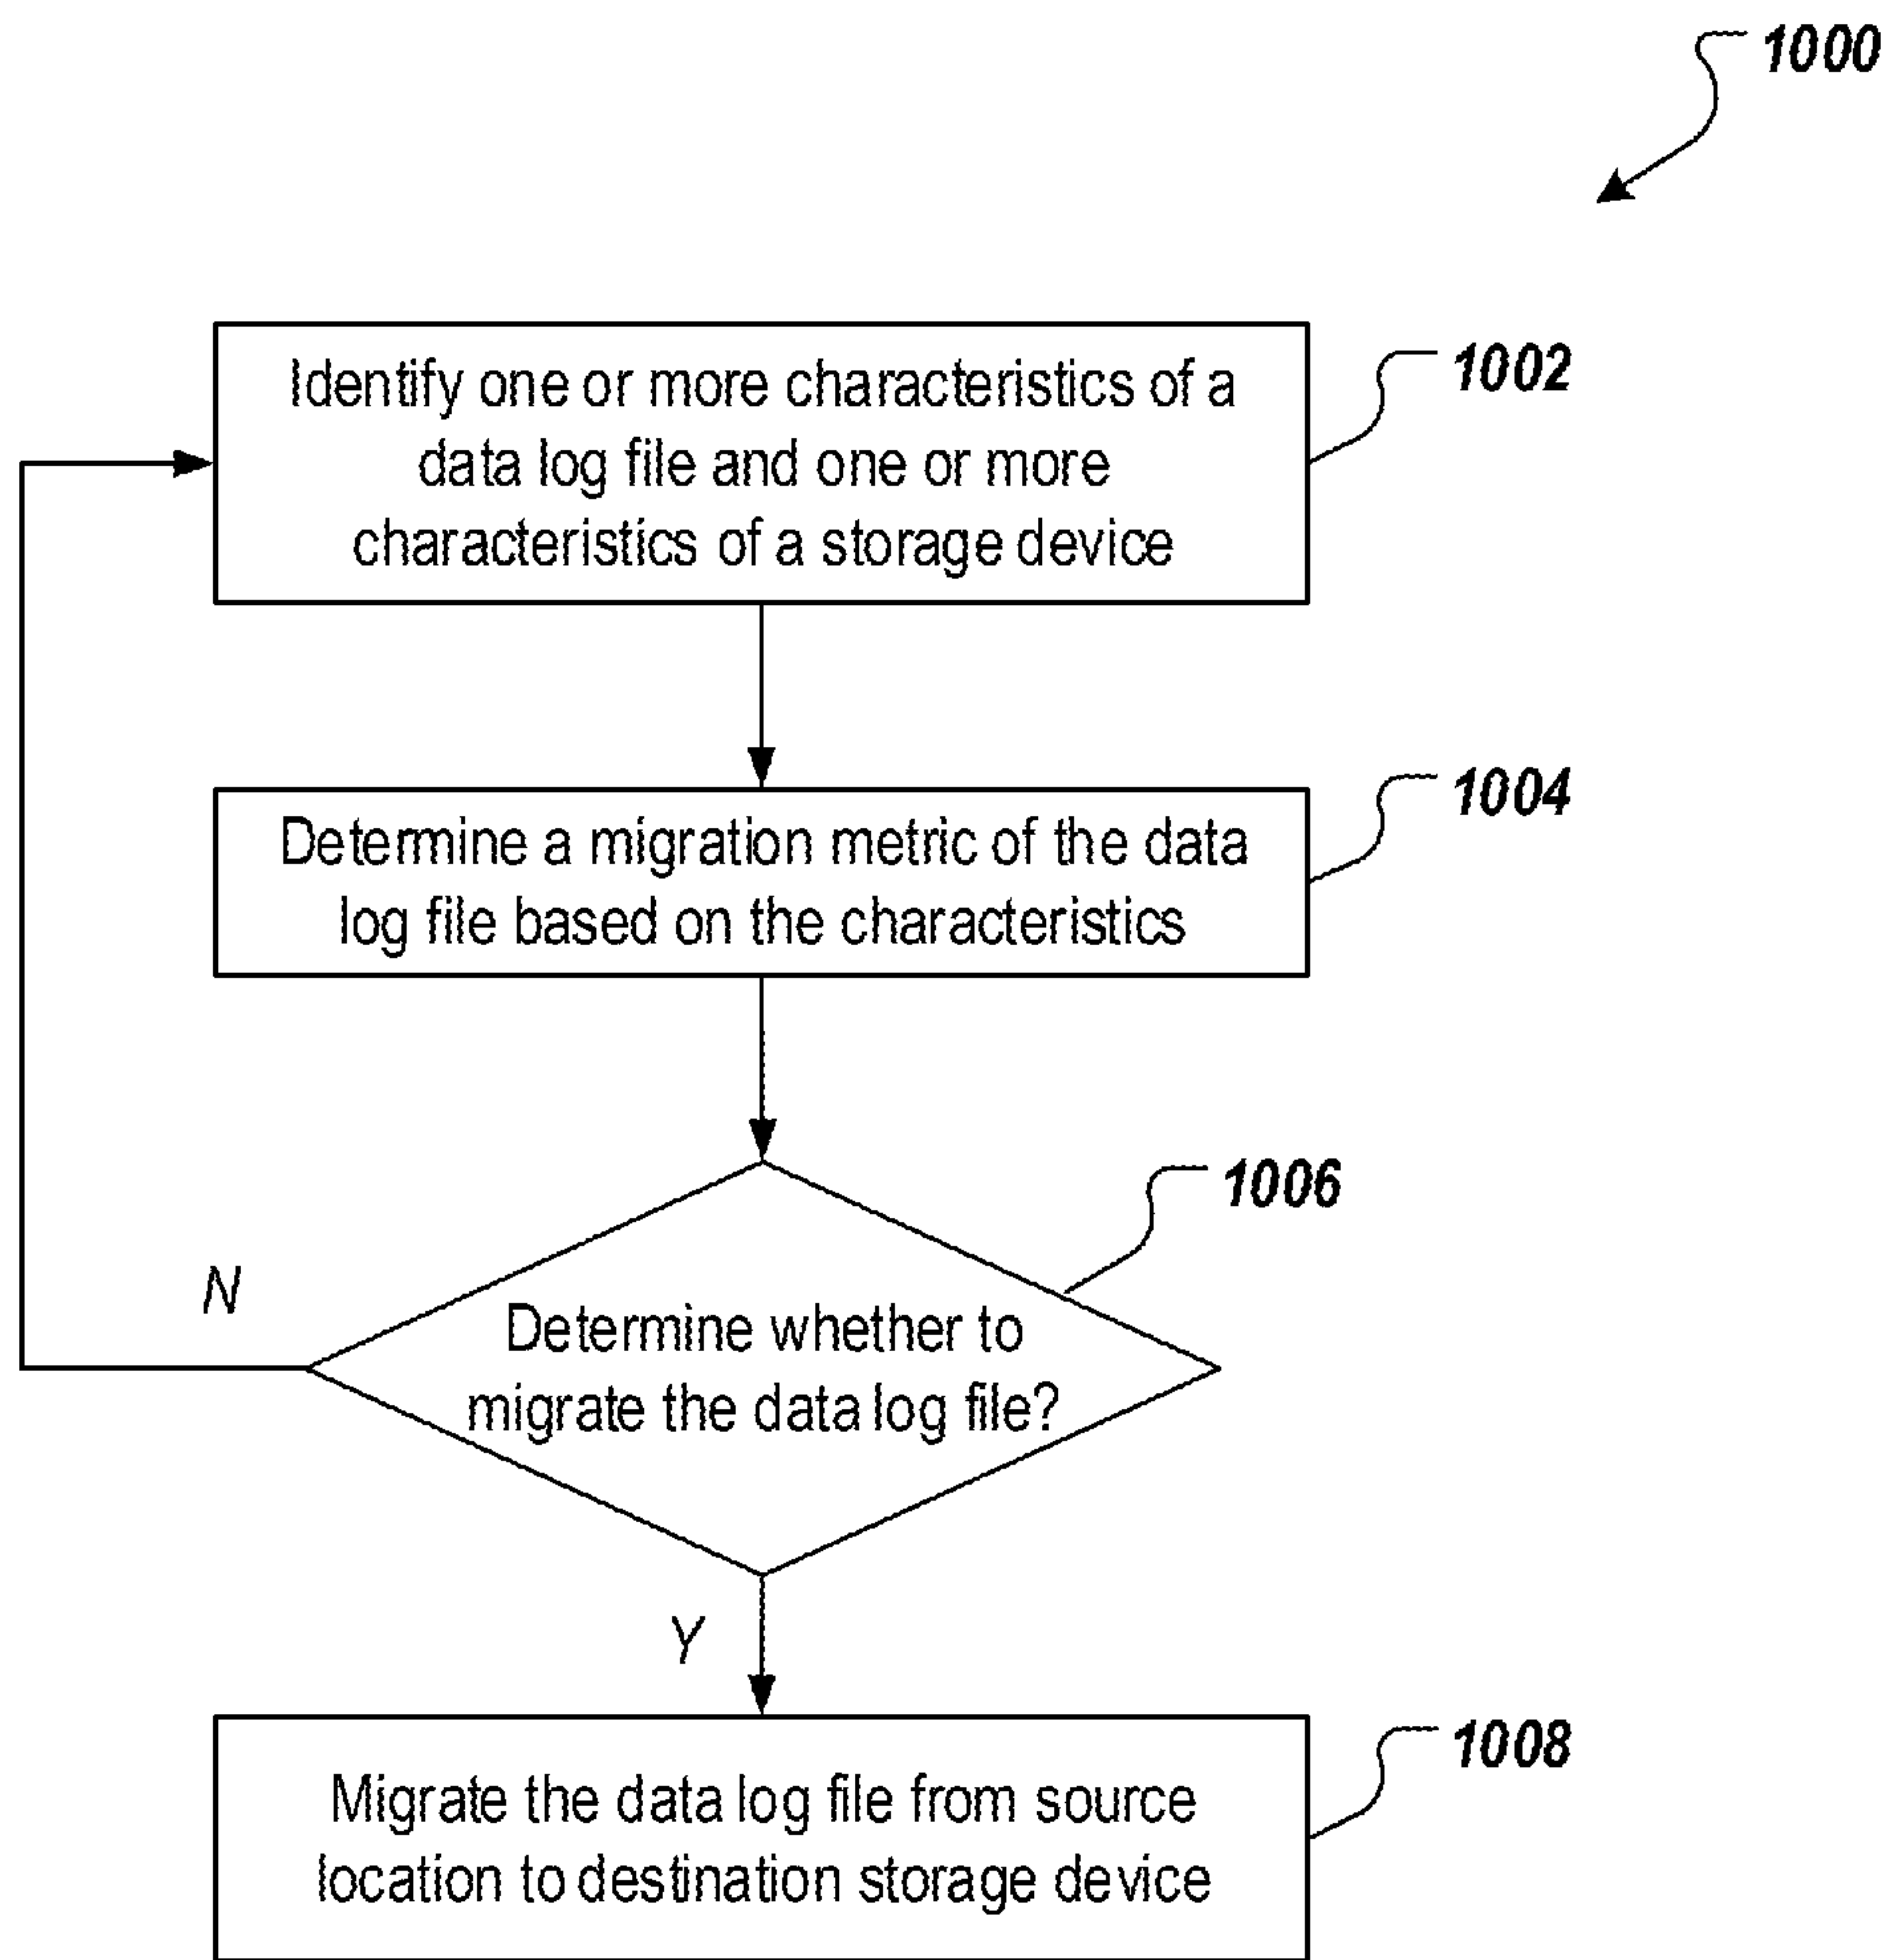 1000
Identify one or more characteristics of a
data log file and one or more
characteristics of a storage device
1002
Determine a migration metric of the data
log file based on the characteristics
1004
1006
N
Determine whether to
migrate the data log file?
Y
Migrate the data log file from source
location to destination storage device
1008